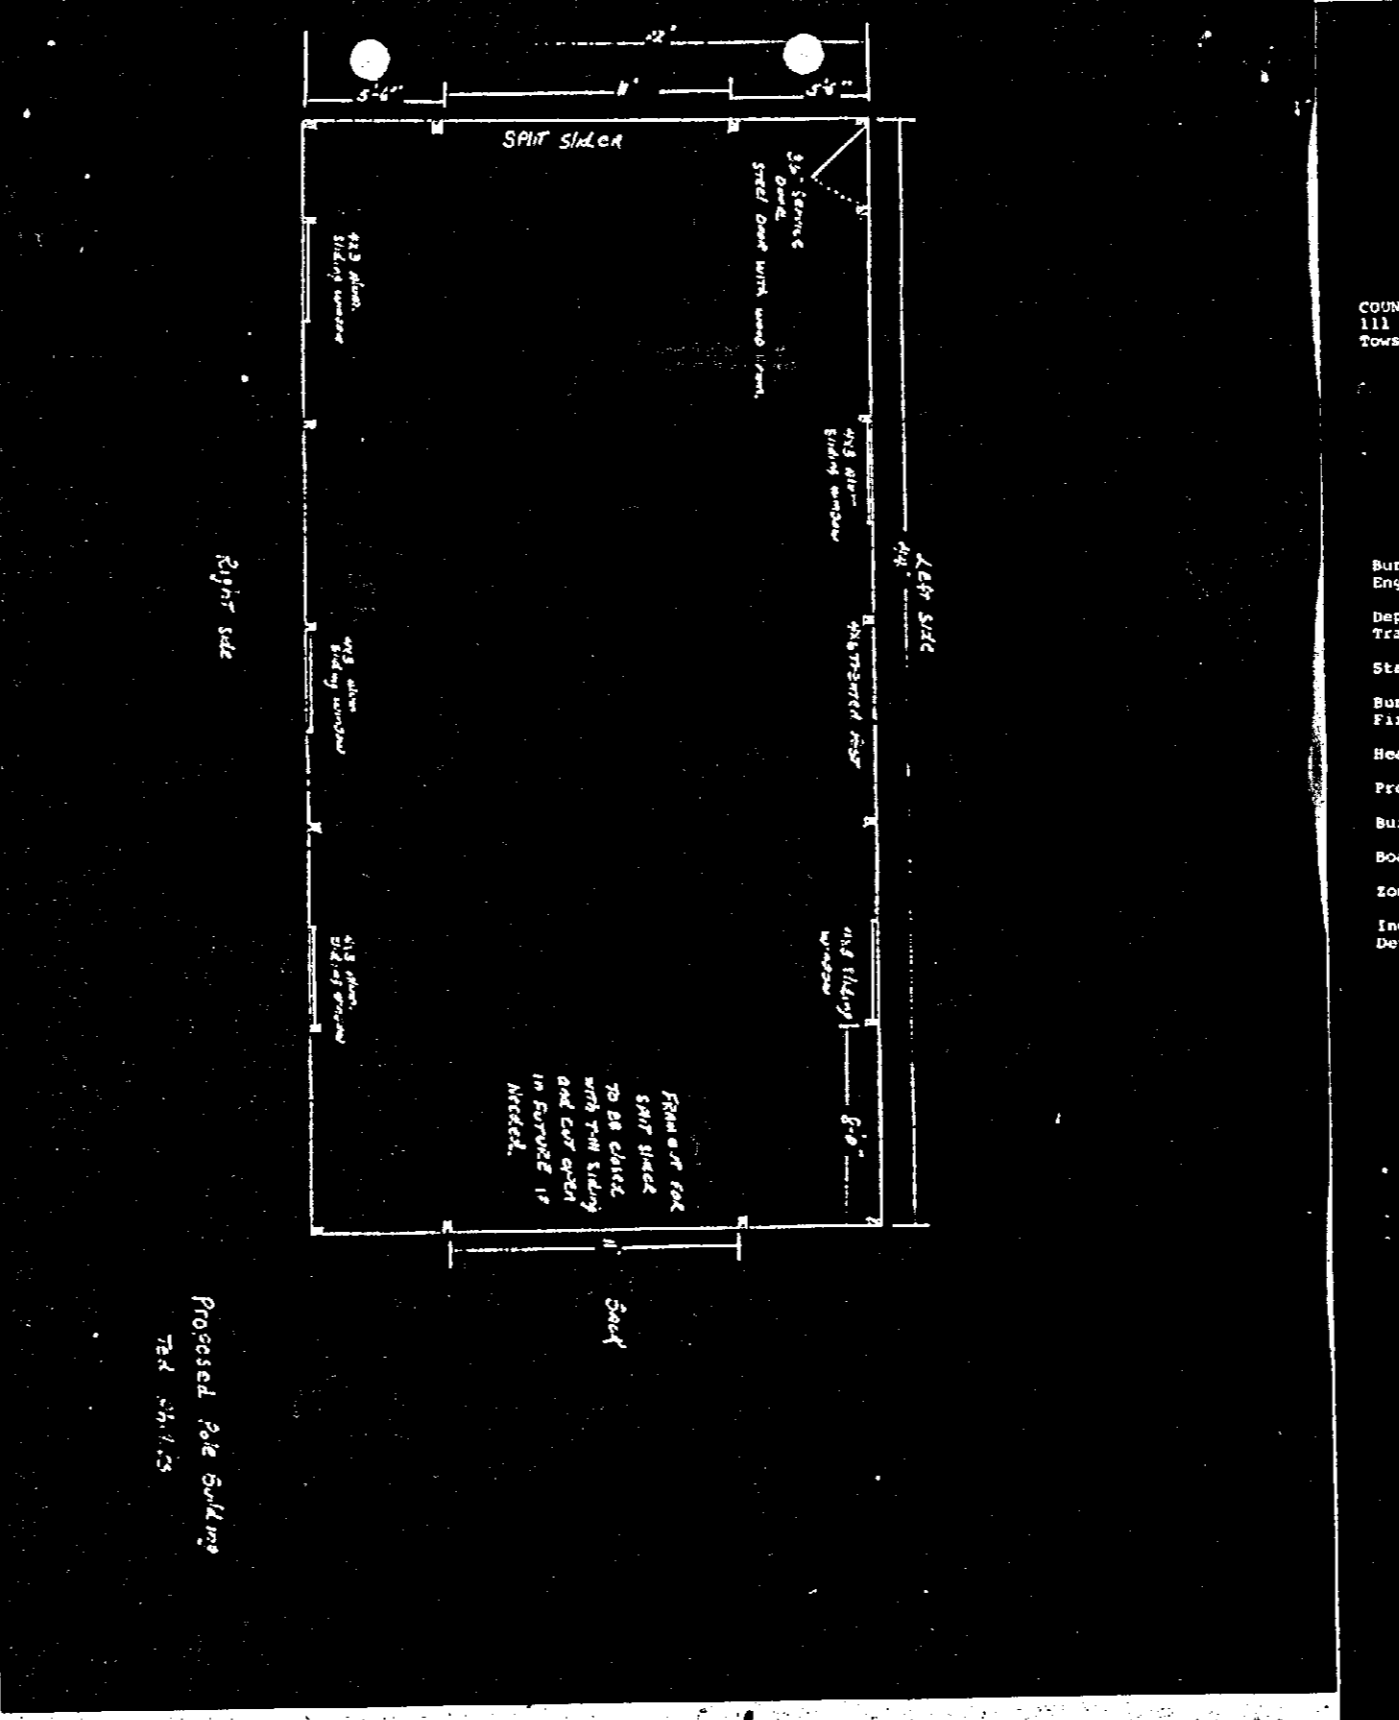 5'-6"
11'
5'-6"
SPLIT SLIDER
36" SERVICE
DOOR
STEEL DOOR WITH WOOD
4x3 Alum.
Sliding window
4x3 Alum
Sliding window
LEFT SIDE
44'
Right side
4x6 TREATED POST
4x3 Alum
Sliding window
4x3 Sliding
window
4x3 Alum.
Sliding window
8'-0"
FRAME FOR
SPLIT SLIDER
TO BE CLOSED
WITH T-111 Siding
AND CUT OPEN
IN FUTURE IF
Needed.
11'
Back
Proposed Pole Building
Ted
COUN
111
Tows
Bur
Eng
Dep
Tra
Sta
Bur
Fir
Hea
Pro
Bui
Boa
Zon
Ind
De